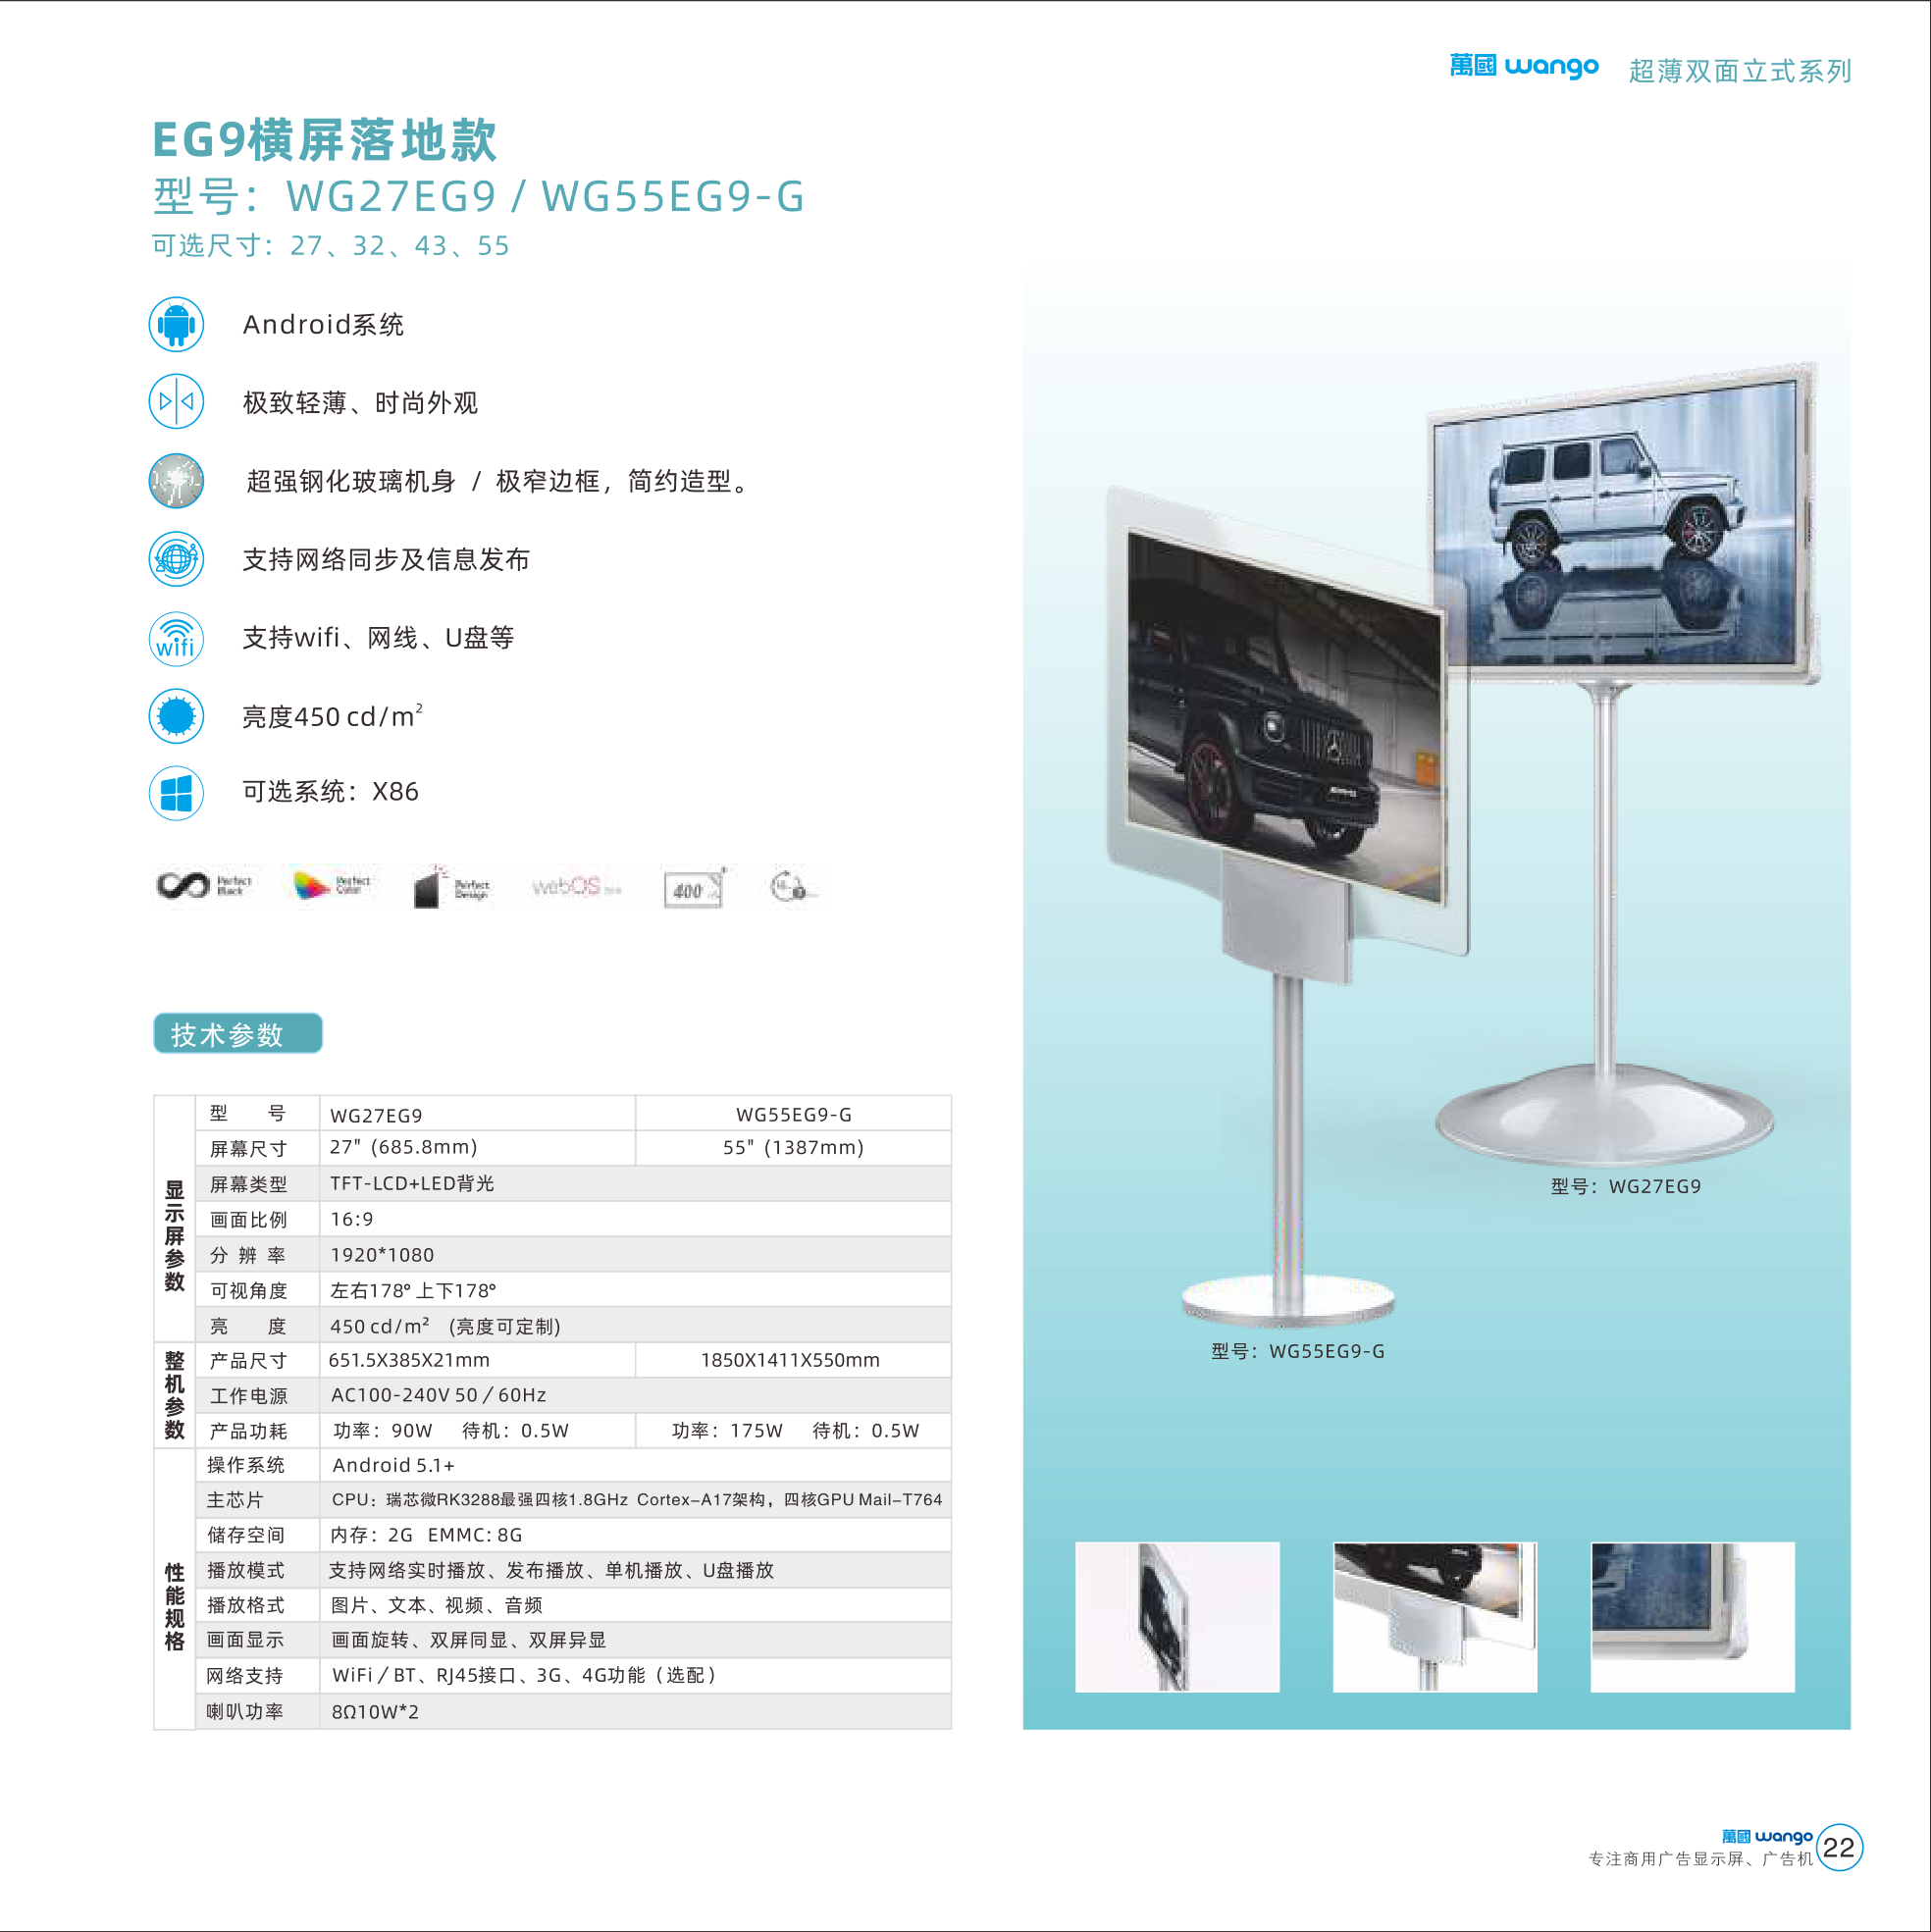 萬國 wango 超薄双面立式系列
EG9横屏落地款
型号：WG27EG9 / WG55EG9-G
可选尺寸：27、32、43、55
Android系统
极致轻薄、时尚外观
超强钢化玻璃机身 / 极窄边框，简约造型。
支持网络同步及信息发布
wifi
支持wifi、网线、U盘等
亮度450 cd/m²
可选系统：X86
Perfect Black
Perfect Color
Perfect Design
webOS
400
技术参数
显示屏参数
型 号 WG27EG9 WG55EG9-G
屏幕尺寸 27" (685.8mm) 55" (1387mm)
屏幕类型 TFT-LCD+LED背光
画面比例 16:9
分 辨 率 1920*1080
可视角度 左右178° 上下178°
亮 度 450 cd/m² (亮度可定制)
整机参数
产品尺寸 651.5X385X21mm 1850X1411X550mm
工作电源 AC100-240V 50／60Hz
产品功耗 功率：90W 待机：0.5W 功率：175W 待机：0.5W
性能规格
操作系统 Android 5.1+
主芯片 CPU：瑞芯微RK3288最强四核1.8GHz Cortex-A17架构，四核GPU Mail-T764
储存空间 内存：2G EMMC: 8G
播放模式 支持网络实时播放、发布播放、单机播放、U盘播放
播放格式 图片、文本、视频、音频
画面显示 画面旋转、双屏同显、双屏异显
网络支持 WiFi／BT、RJ45接口、3G、4G功能（选配）
喇叭功率 8Ω10W*2
型号：WG27EG9
型号：WG55EG9-G
萬國 wango
专注商用广告显示屏、广告机
22